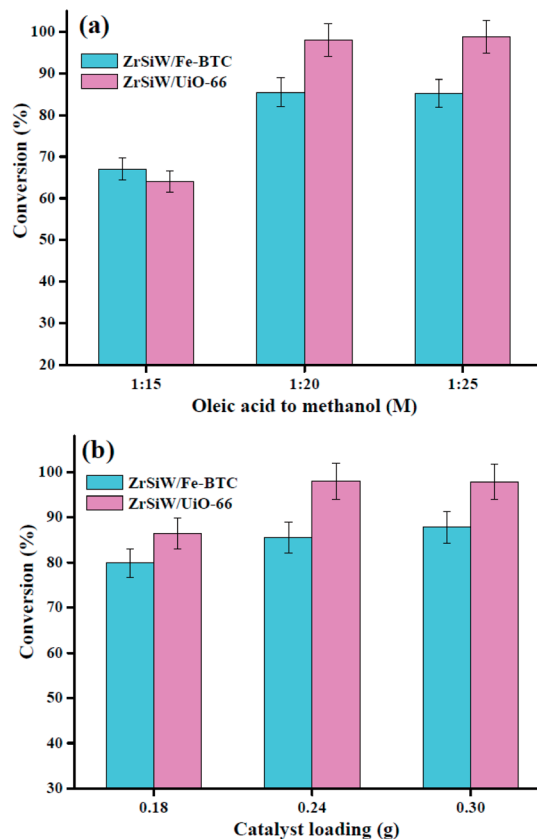 (a)
ZrSiW/Fe-BTC
ZrSiW/UiO-66
Conversion (%)
100
90
80
70
60
50
40
30
20
1:15 1:20 1:25
Oleic acid to methanol (M)
(b)
ZrSiW/Fe-BTC
ZrSiW/UiO-66
Conversion (%)
100
90
80
70
60
50
40
30
0.18 0.24 0.30
Catalyst loading (g)